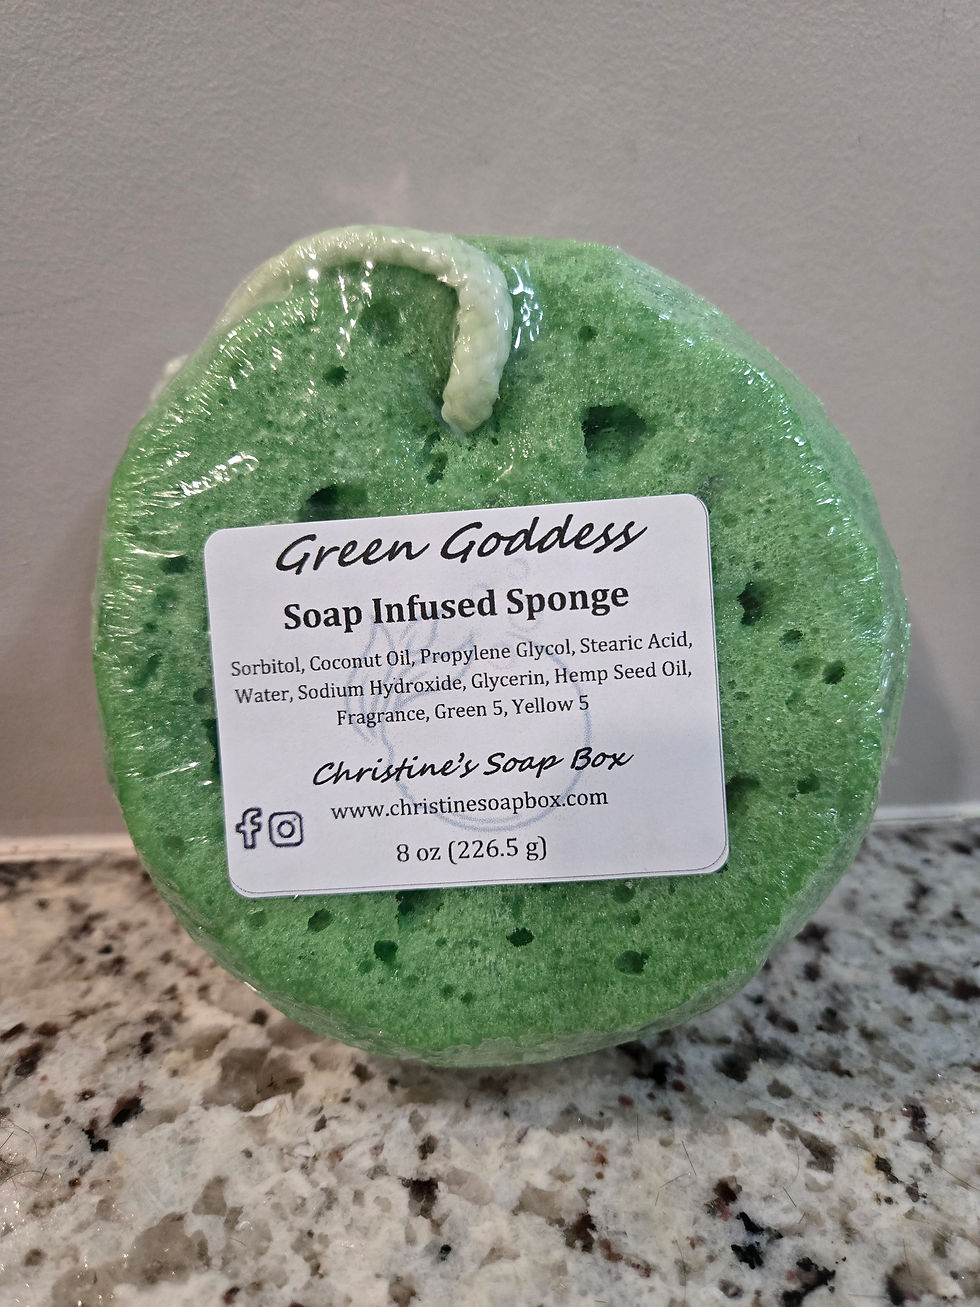 Green Goddess
Soap Infused Sponge
Sorbitol, Coconut Oil, Propylene Glycol, Stearic Acid,
Water, Sodium Hydroxide, Glycerin, Hemp Seed Oil,
Fragrance, Green 5, Yellow 5
Christine's Soap Box
www.christinesoapbox.com
8 oz (226.5 g)